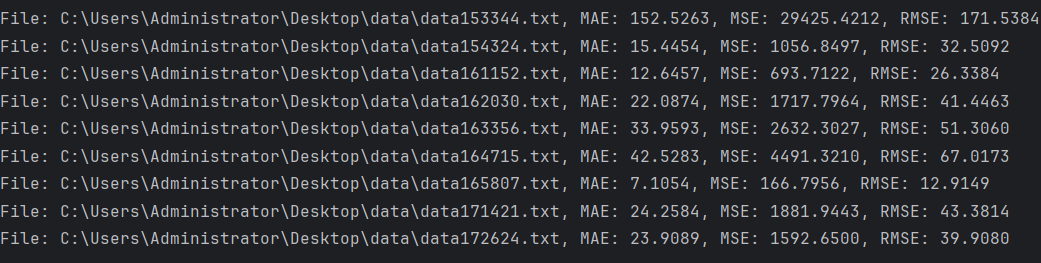 File: C:\Users\Administrator\Desktop\data\data153344.txt, MAE: 152.5263, MSE: 29425.4212, RMSE: 171.5384
File: C:\Users\Administrator\Desktop\data\data154324.txt, MAE: 15.4454, MSE: 1056.8497, RMSE: 32.5092
File: C:\Users\Administrator\Desktop\data\data161152.txt, MAE: 12.6457, MSE: 693.7122, RMSE: 26.3384
File: C:\Users\Administrator\Desktop\data\data162030.txt, MAE: 22.0874, MSE: 1717.7964, RMSE: 41.4463
File: C:\Users\Administrator\Desktop\data\data163356.txt, MAE: 33.9593, MSE: 2632.3027, RMSE: 51.3060
File: C:\Users\Administrator\Desktop\data\data164715.txt, MAE: 42.5283, MSE: 4491.3210, RMSE: 67.0173
File: C:\Users\Administrator\Desktop\data\data165807.txt, MAE: 7.1054, MSE: 166.7956, RMSE: 12.9149
File: C:\Users\Administrator\Desktop\data\data171421.txt, MAE: 24.2584, MSE: 1881.9443, RMSE: 43.3814
File: C:\Users\Administrator\Desktop\data\data172624.txt, MAE: 23.9089, MSE: 1592.6500, RMSE: 39.9080